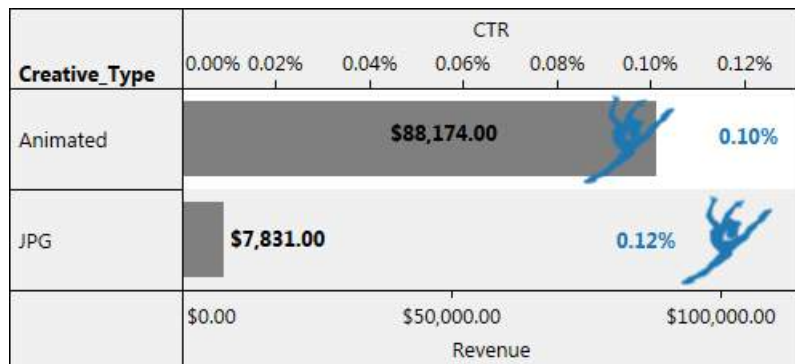 CTR
Creative_Type
0.00% 0.02% 0.04% 0.06% 0.08% 0.10% 0.12%
Animated
$88,174.00
0.10%
JPG
$7,831.00
0.12%
$0.00 $50,000.00 $100,000.00
Revenue